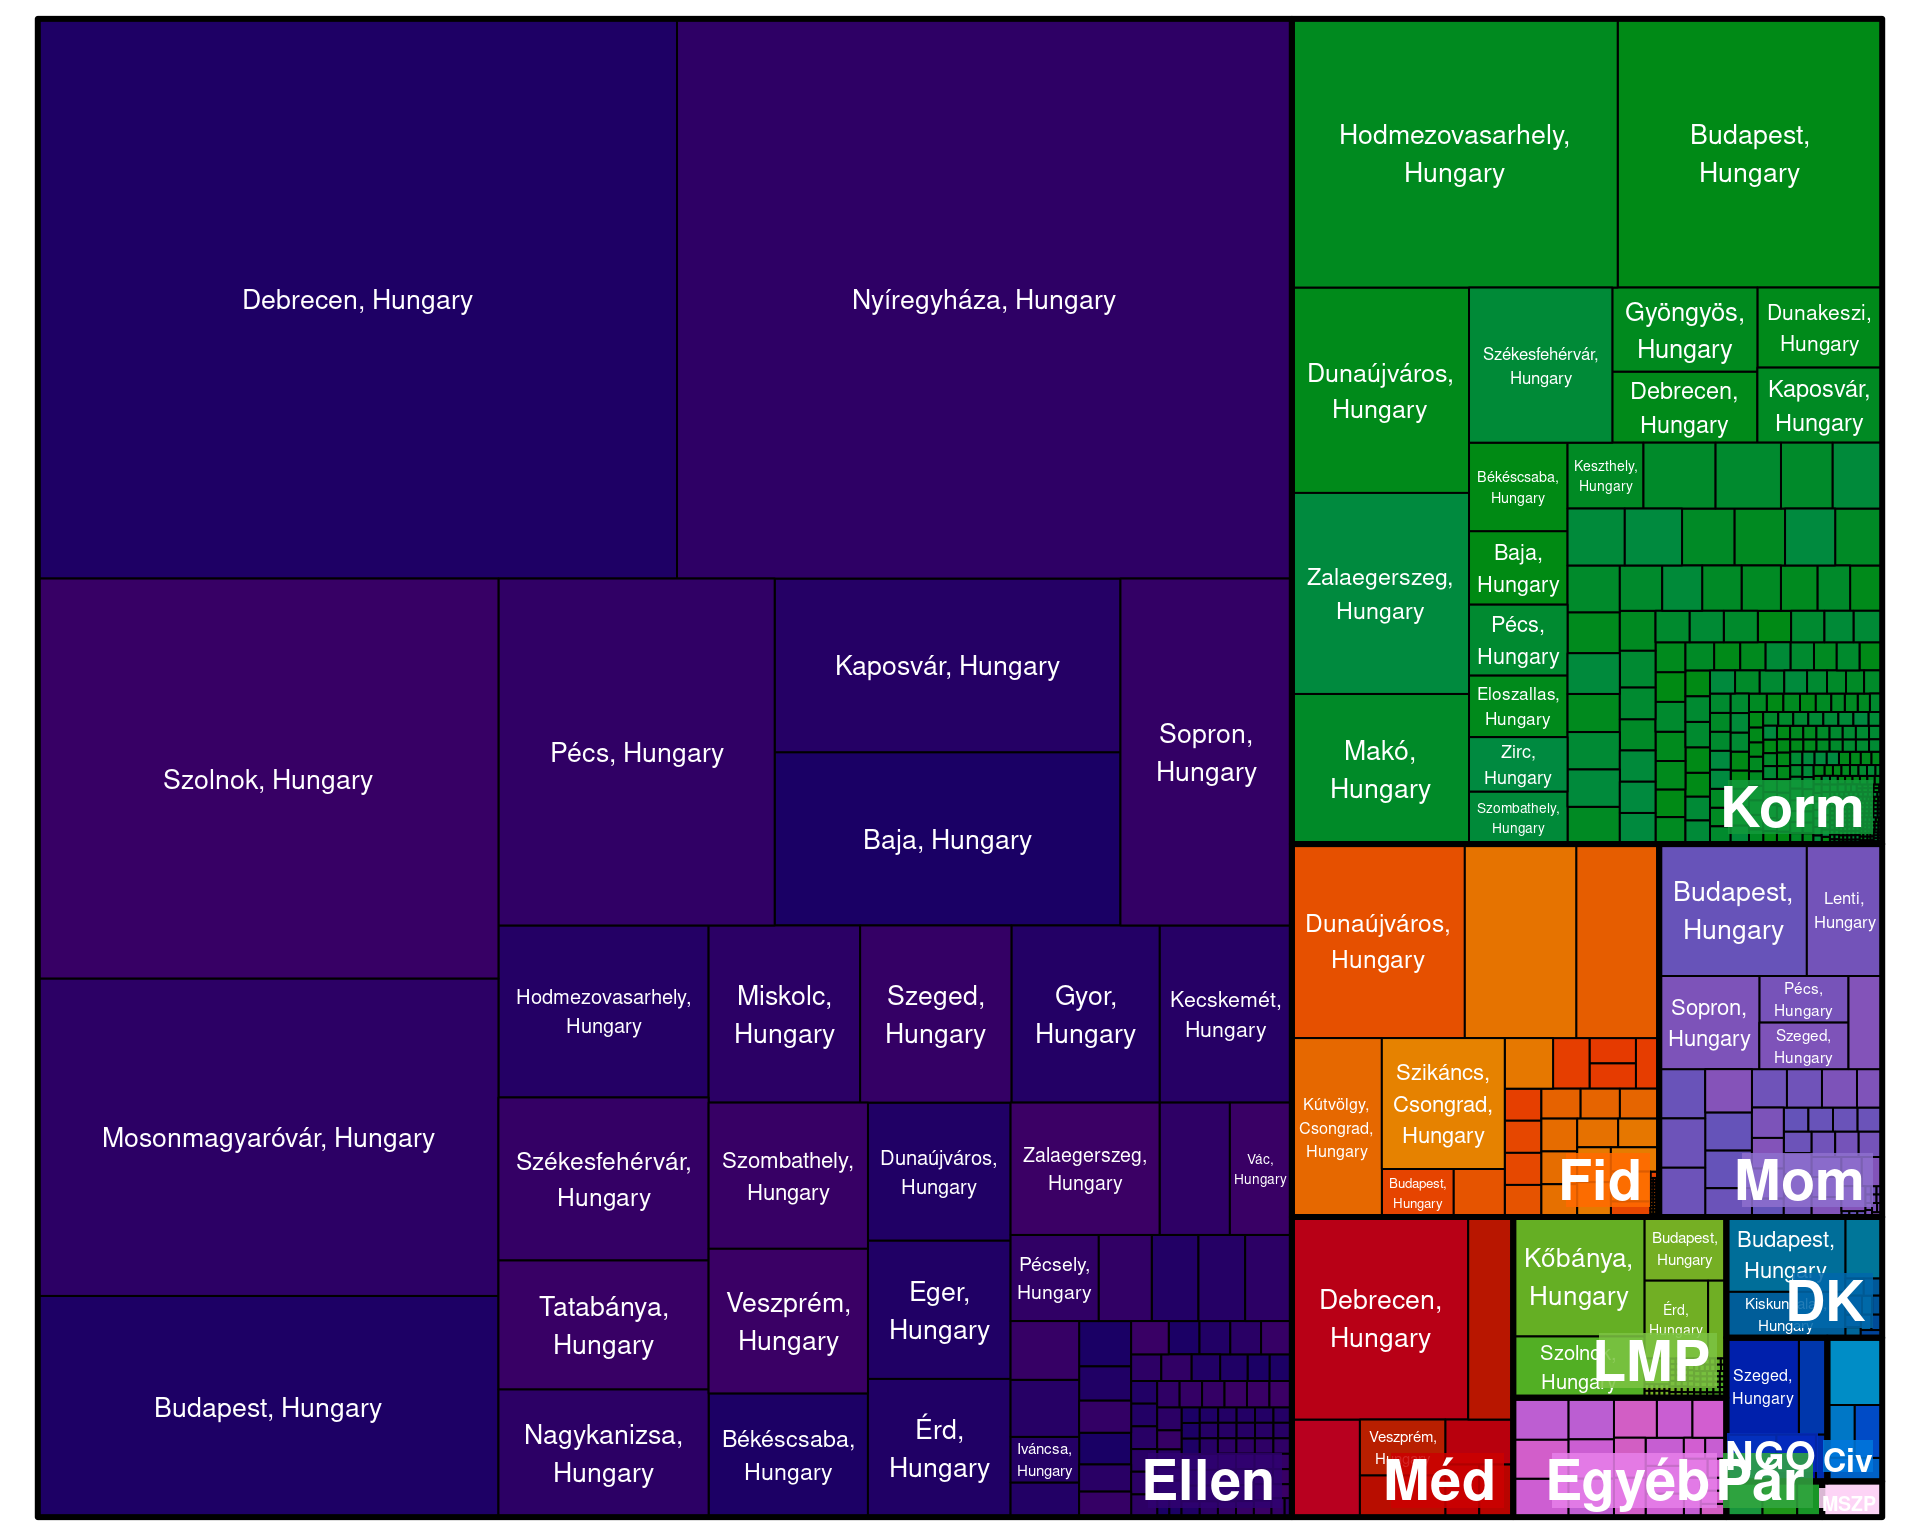 Debrecen, Hungary
Nyíregyháza, Hungary
Szolnok, Hungary
Pécs, Hungary
Kaposvár, Hungary
Baja, Hungary
Sopron,
Hungary
Mosonmagyaróvár, Hungary
Budapest, Hungary
Hodmezovasarhely,
Hungary
Miskolc,
Hungary
Szeged,
Hungary
Gyor,
Hungary
Kecskemét,
Hungary
Székesfehérvár,
Hungary
Szombathely,
Hungary
Dunaújváros,
Hungary
Zalaegerszeg,
Hungary
Vác,
Hungary
Tatabánya,
Hungary
Veszprém,
Hungary
Eger,
Hungary
Pécsely,
Hungary
Nagykanizsa,
Hungary
Békéscsaba,
Hungary
Érd,
Hungary
Iváncsa,
Hungary
Ellen
Hodmezovasarhely,
Hungary
Budapest,
Hungary
Dunaújváros,
Hungary
Székesfehérvár,
Hungary
Gyöngyös,
Hungary
Dunakeszi,
Hungary
Debrecen,
Hungary
Kaposvár,
Hungary
Békéscsaba,
Hungary
Keszthely,
Hungary
Zalaegerszeg,
Hungary
Baja,
Hungary
Pécs,
Hungary
Eloszallas,
Hungary
Makó,
Hungary
Zirc,
Hungary
Szombathely,
Hungary
Korm
Dunaújváros,
Hungary
Kútvölgy,
Csongrad,
Hungary
Szikáncs,
Csongrad,
Hungary
Budapest,
Hungary
Fid
Budapest,
Hungary
Lenti,
Hungary
Sopron,
Hungary
Pécs,
Hungary
Szeged,
Hungary
Mom
Debrecen,
Hungary
Veszprém,
Méd
Kőbánya,
Hungary
Budapest,
Hungary
Érd,
Hungary
Szolnok,
Hungary
LMP
Budapest,
Hungary
Hungary
DK
Szeged,
Hungary
NGO
Civ
Egyéb
Pár
MSZP